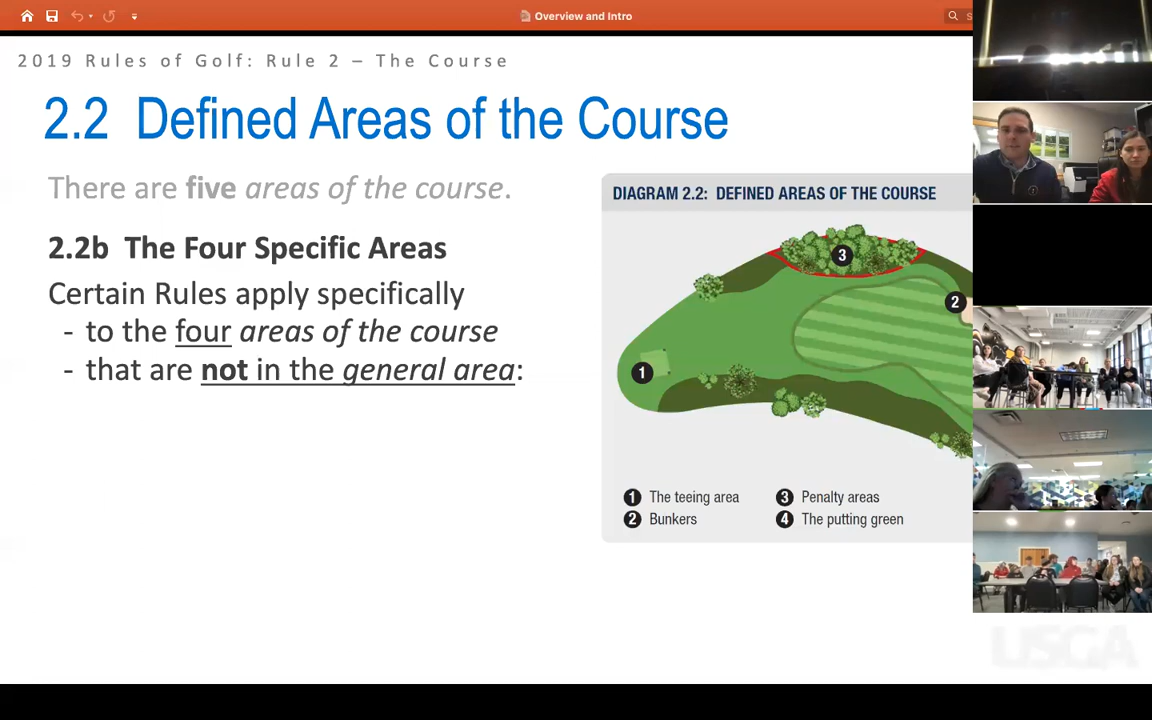 Overview and Intro
S
2019 Rules of Golf: Rule 2 – The Course
2.2 Defined Areas of the Course
There are five areas of the course.
2.2b The Four Specific Areas
Certain Rules apply specifically
- to the four areas of the course
- that are not in the general area:
DIAGRAM 2.2: DEFINED AREAS OF THE COURSE
3
2
1
1 The teeing area
3 Penalty areas
2 Bunkers
4 The putting green
USGA